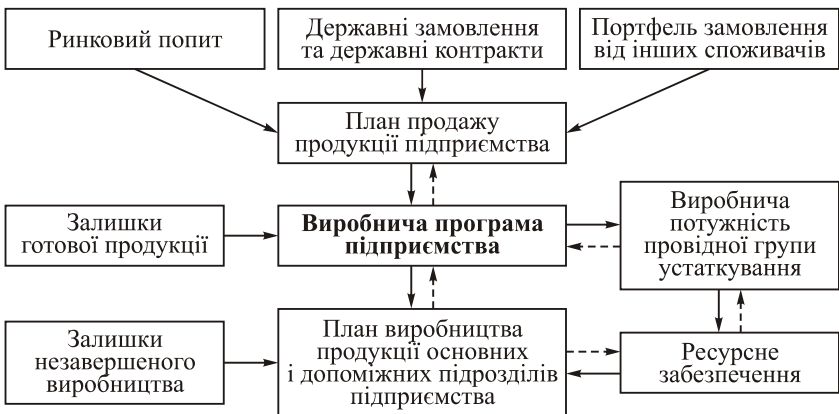 Ринковий попит
Державні замовлення
та державні контракти
Портфель замовлення
від інших споживачів
План продажу
продукції підприємства
Залишки
готової продукції
Виробнича програма
підприємства
Виробнича
потужність
провідної групи
устаткування
Залишки
незавершеного
виробництва
План виробництва
продукції основних
і допоміжних підрозділів
підприємства
Ресурсне
забезпечення